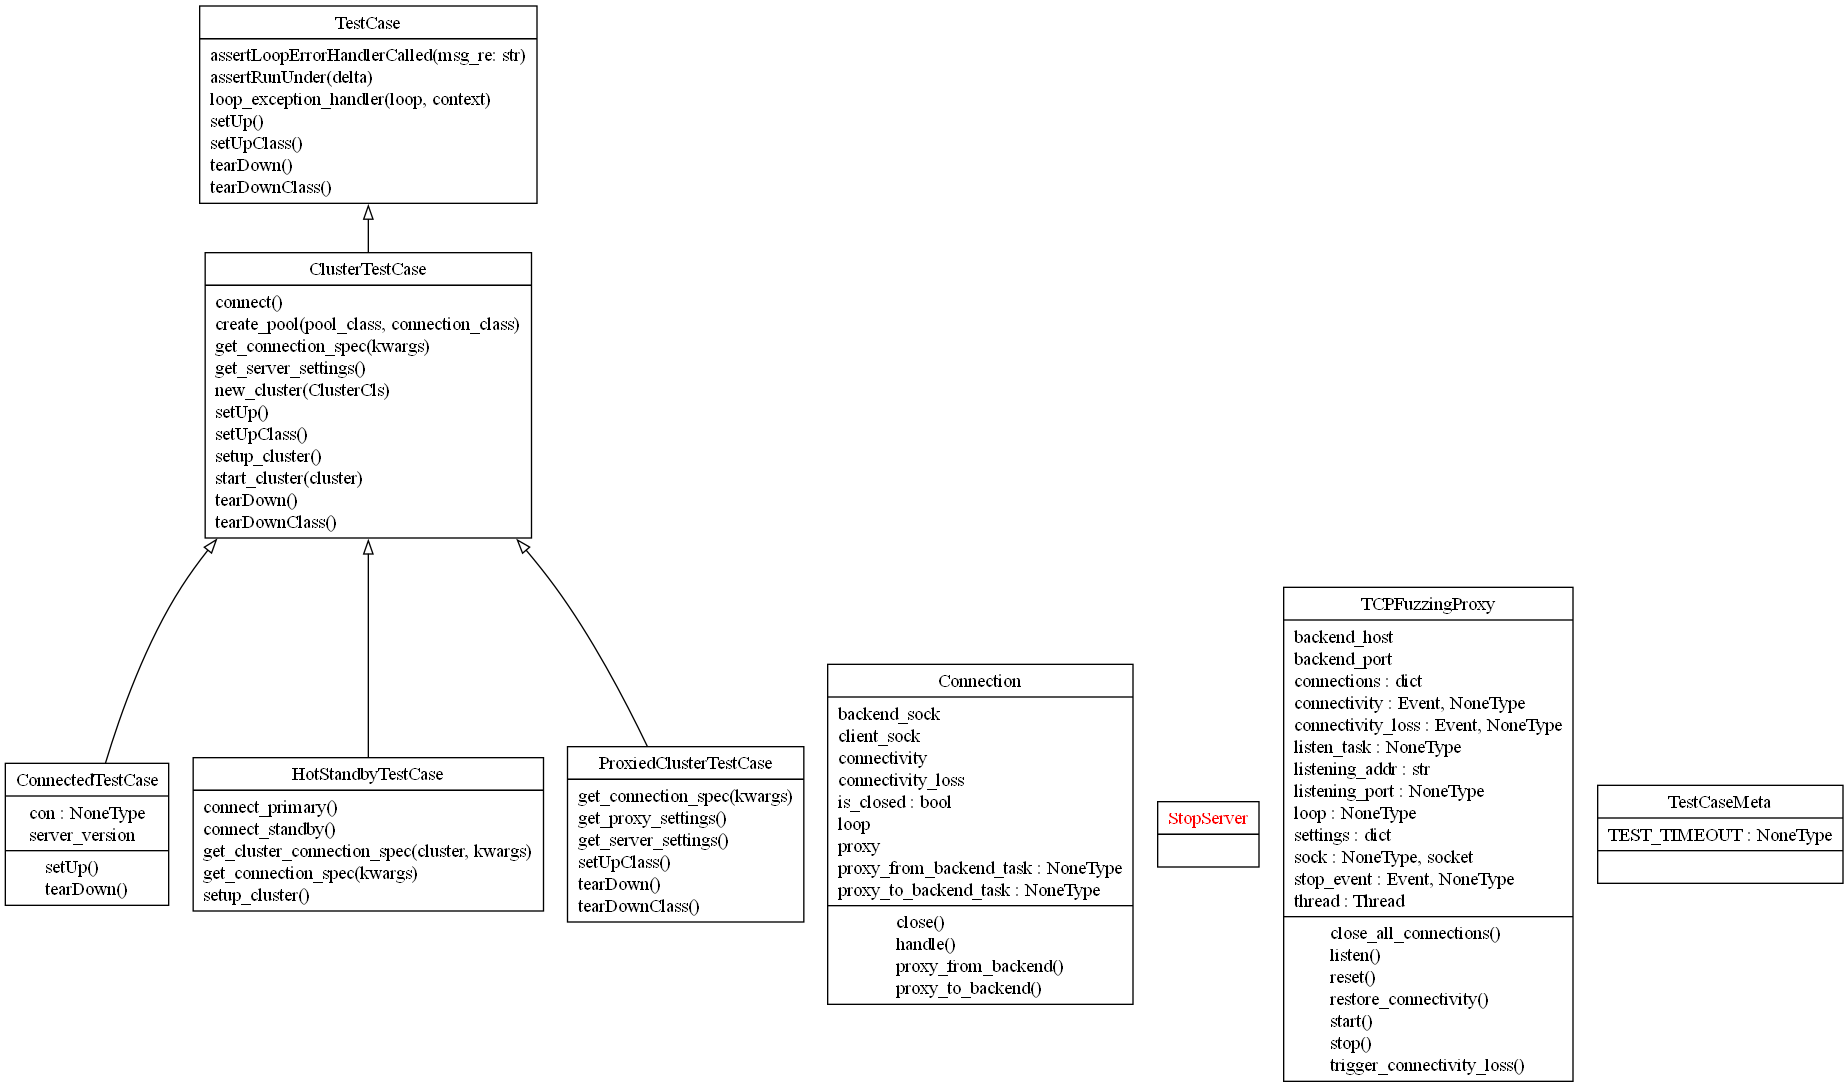 TestCase
assertLoopErrorHandlerCalled(msg_re: str)
assertRunUnder(delta)
loop_exception_handler(loop, context)
setUp()
setUpClass()
tearDown()
tearDownClass()
ClusterTestCase
connect()
create_pool(pool_class, connection_class)
get_connection_spec(kwargs)
get_server_settings()
new_cluster(ClusterCls)
setUp()
setUpClass()
setup_cluster()
start_cluster(cluster)
tearDown()
tearDownClass()
ConnectedTestCase
con : NoneType
server_version
setUp()
tearDown()
HotStandbyTestCase
connect_primary()
connect_standby()
get_cluster_connection_spec(cluster, kwargs)
get_connection_spec(kwargs)
setup_cluster()
ProxiedClusterTestCase
get_connection_spec(kwargs)
get_proxy_settings()
get_server_settings()
setUpClass()
tearDown()
tearDownClass()
Connection
backend_sock
client_sock
connectivity
connectivity_loss
is_closed : bool
loop
proxy
proxy_from_backend_task : NoneType
proxy_to_backend_task : NoneType
close()
handle()
proxy_from_backend()
proxy_to_backend()
StopServer
TCPFuzzingProxy
backend_host
backend_port
connections : dict
connectivity : Event, NoneType
connectivity_loss : Event, NoneType
listen_task : NoneType
listening_addr : str
listening_port : NoneType
loop : NoneType
settings : dict
sock : NoneType, socket
stop_event : Event, NoneType
thread : Thread
close_all_connections()
listen()
reset()
restore_connectivity()
start()
stop()
trigger_connectivity_loss()
TestCaseMeta
TEST_TIMEOUT : NoneType